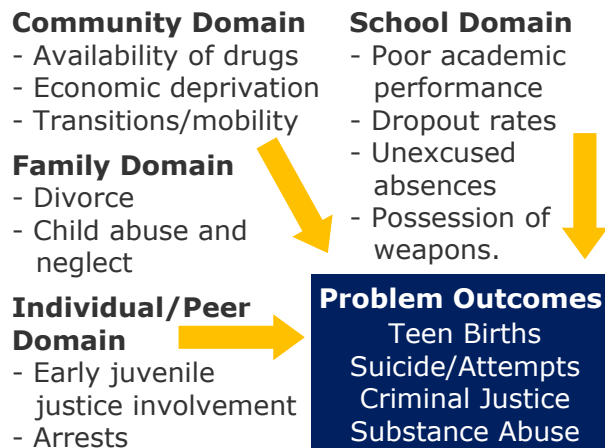 Community Domain
- Availability of drugs
- Economic deprivation
- Transitions/mobility
Family Domain
- Divorce
- Child abuse and
neglect
Individual/Peer
Domain
- Early juvenile
justice involvement
- Arrests
School Domain
- Poor academic
performance
- Dropout rates
- Unexcused
absences
- Possession of
weapons.
Problem Outcomes
Teen Births
Suicide/Attempts
Criminal Justice
Substance Abuse